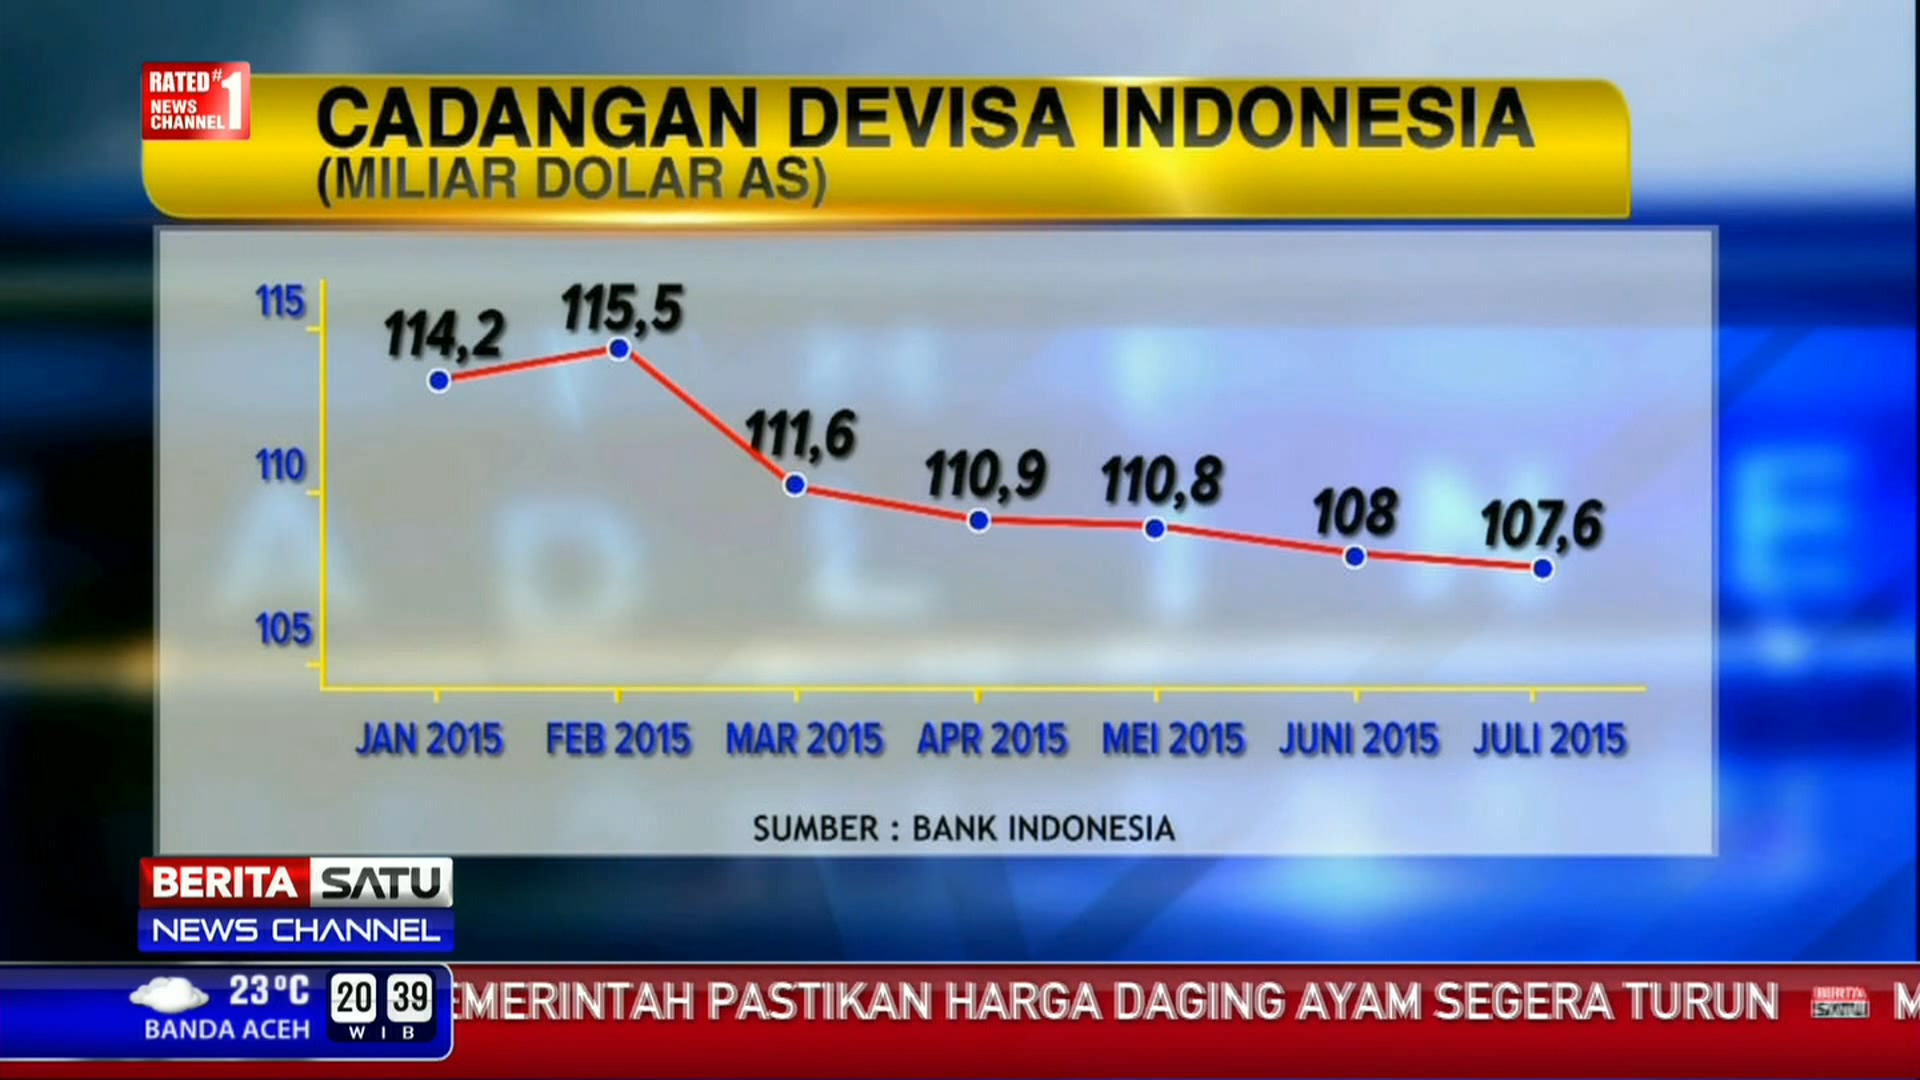 RATED #1
NEWS
CHANNEL
CADANGAN DEVISA INDONESIA
(MILIAR DOLAR AS)
115
110
105
114,2
115,5
111,6
110,9
110,8
108
107,6
JAN 2015 FEB 2015 MAR 2015 APR 2015 MEI 2015 JUNI 2015 JULI 2015
SUMBER : BANK INDONESIA
BERITA SATU
NEWS CHANNEL
23°C
BANDA ACEH
20 39
WIB
EMERINTAH PASTIKAN HARGA DAGING AYAM SEGERA TURUN BERITA SATU M